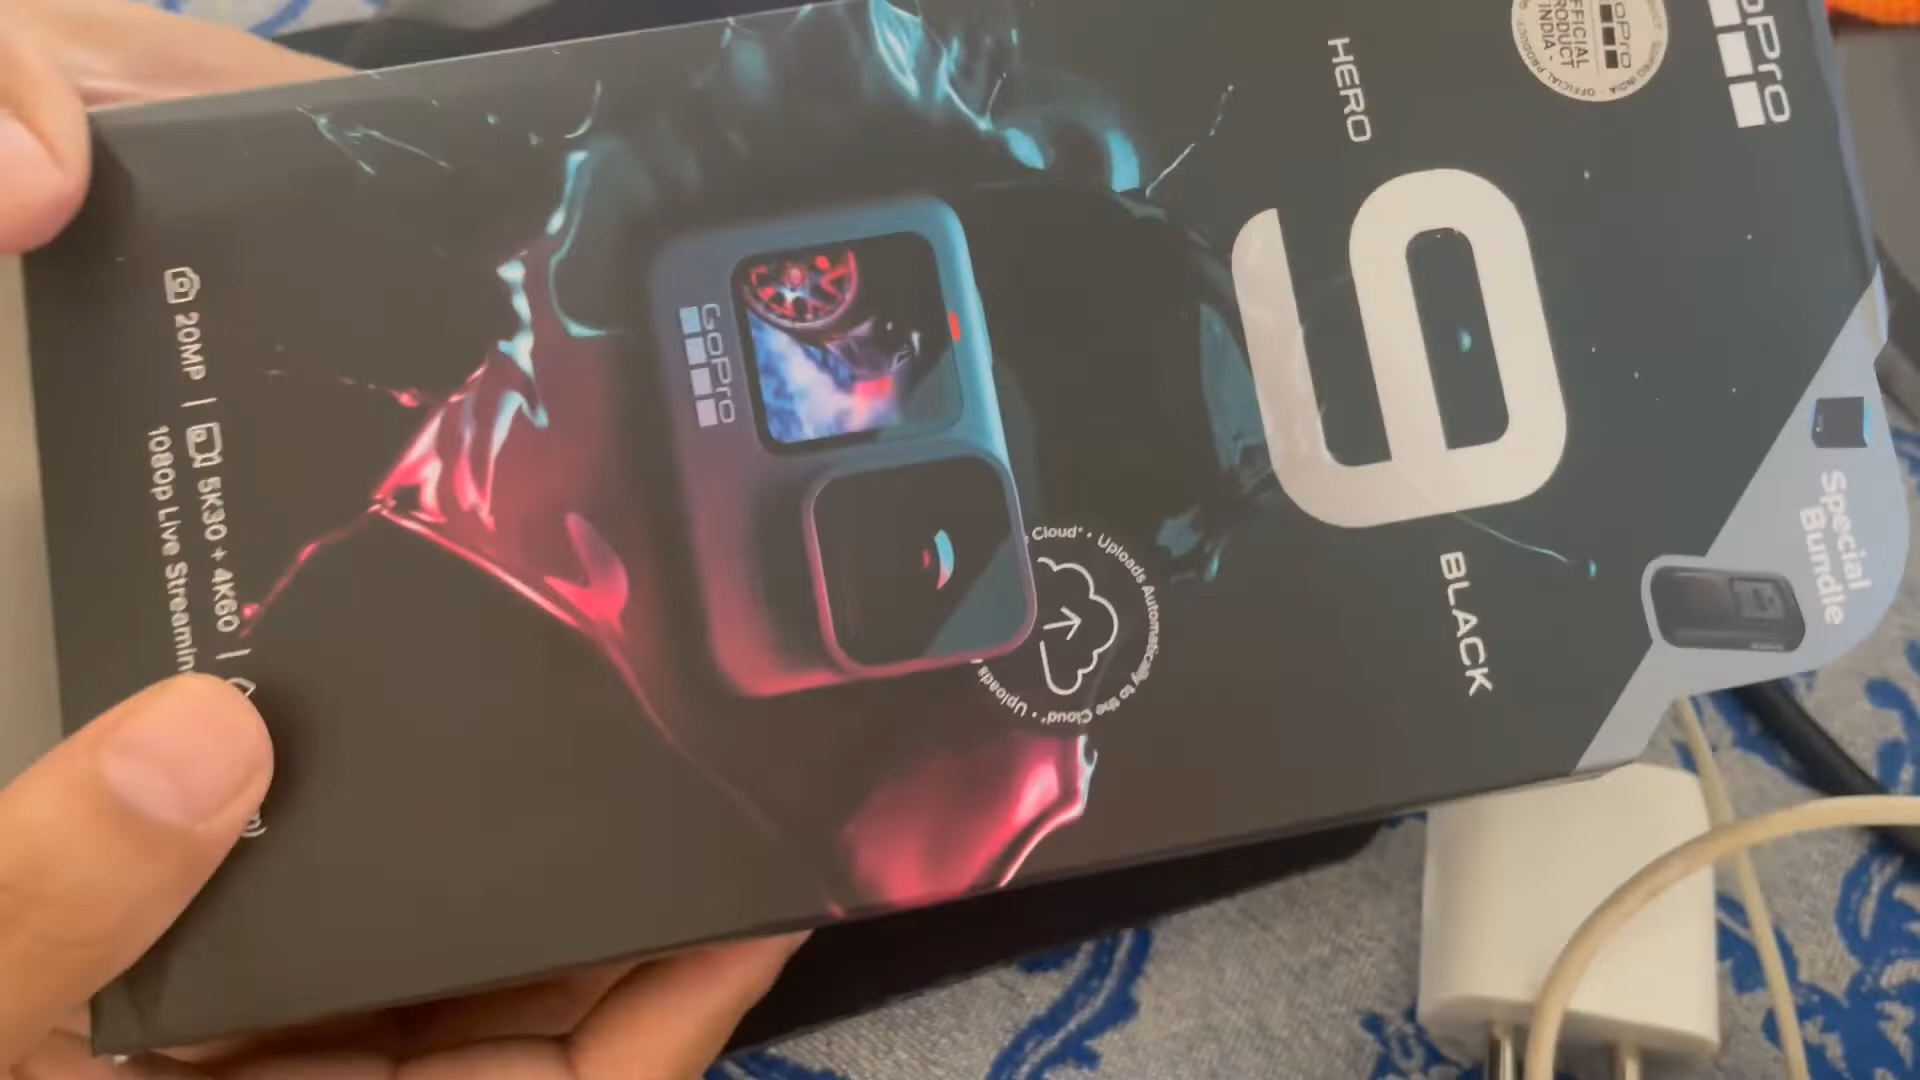 GoPro
GoPro
OFFICIAL
PRODUCT
INDIA
HERO
9
BLACK
Special
Bundle
GoPro
Cloud* • Uploads Automatically to the Cloud* • Uploads
20MP | 5K30 + 4K60 |
1080p Live Streamin